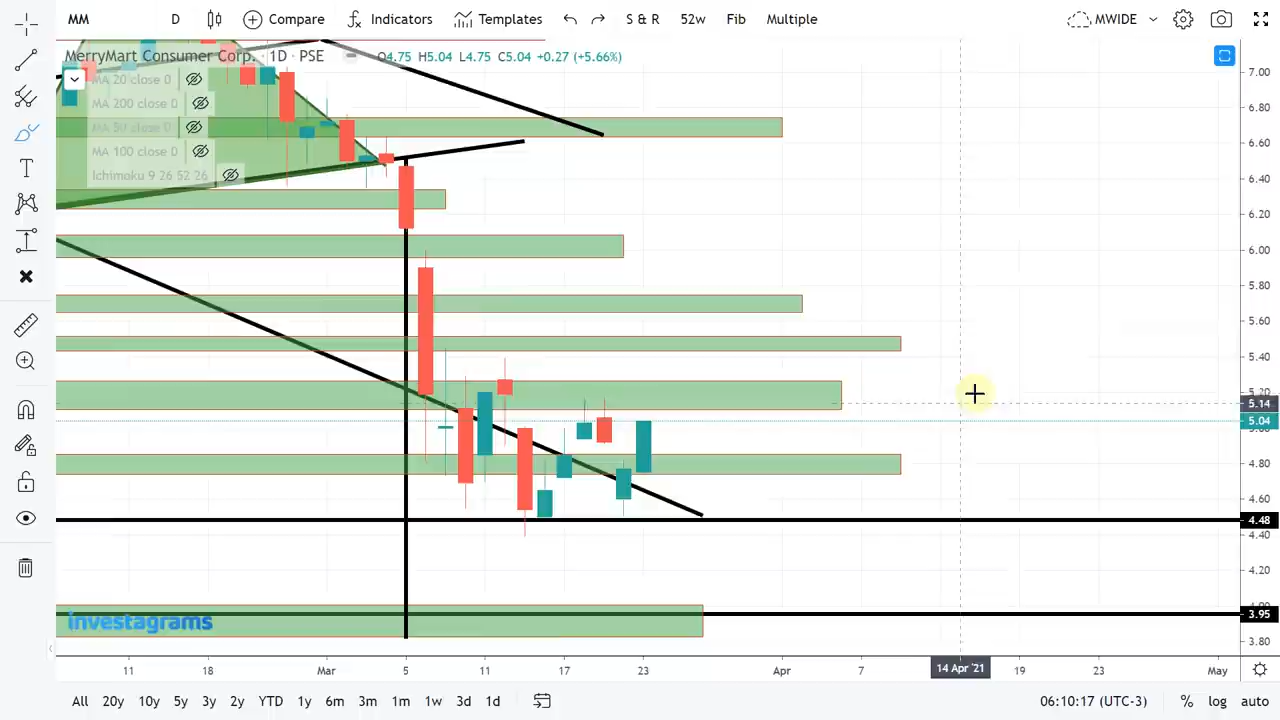 MM D Compare Indicators Templates S & R 52w Fib Multiple MWIDE
MerryMart Consumer Corp. 1D · PSE O4.75 H5.04 L4.75 C5.04 +0.27 (+5.66%)
MA 20 close 0
MA 200 close 0
MA 50 close 0
MA 100 close 0
Ichimoku 9 26 52 26
7.00
6.80
6.60
6.40
6.20
6.00
5.80
5.60
5.40
5.20
5.14
5.04
5.00
4.80
4.60
4.48
4.40
4.20
4.00
3.95
3.80
investagrams
11 18 Mar 5 11 17 23 Apr 7 14 Apr '21 19 23 May
All 20y 10y 5y 3y 2y YTD 1y 6m 3m 1m 1w 3d 1d 06:10:17 (UTC-3) % log auto